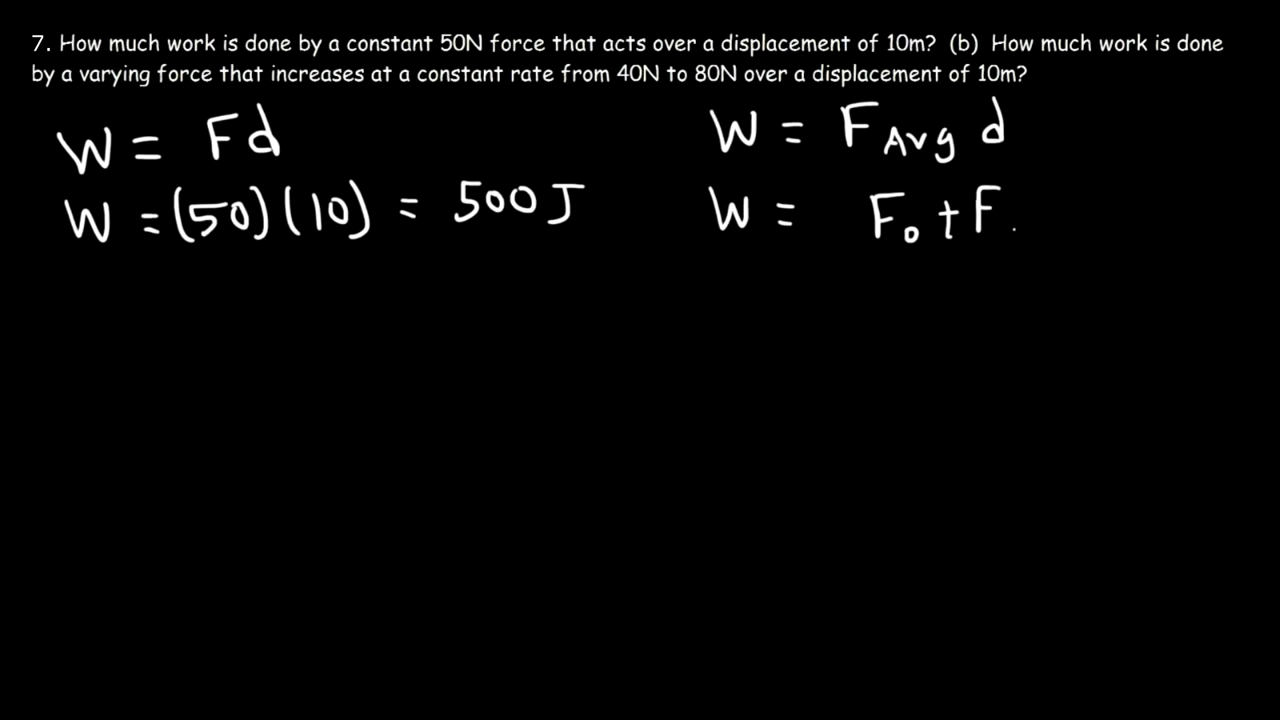 7. How much work is done by a constant 50N force that acts over a displacement of 10m? (b) How much work is done
by a varying force that increases at a constant rate from 40N to 80N over a displacement of 10m?
W = Fd
W = (50)(10) = 500J
W = F Avg d
W = F₀ + F